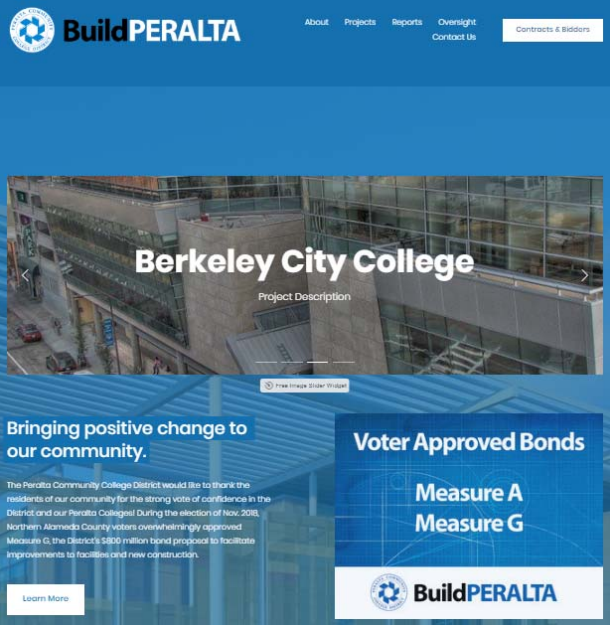 BuildPERALTA
About Projects Reports Oversight
Contact Us
Contracts & Bidders
Berkeley City College
Project Description
Free Image Slider Widget
Bringing positive change to
our community.
The Peralta Community College District would like to thank the
residents of our community for the strong vote of confidence in the
District and our Peralta Colleges! During the election of Nov. 2018,
Northern Alameda County voters overwhelmingly approved
Measure G, the District's $800 million bond proposal to facilitate
improvements to facilities and new construction.
Learn More
Voter Approved Bonds
Measure A
Measure G
BuildPERALTA